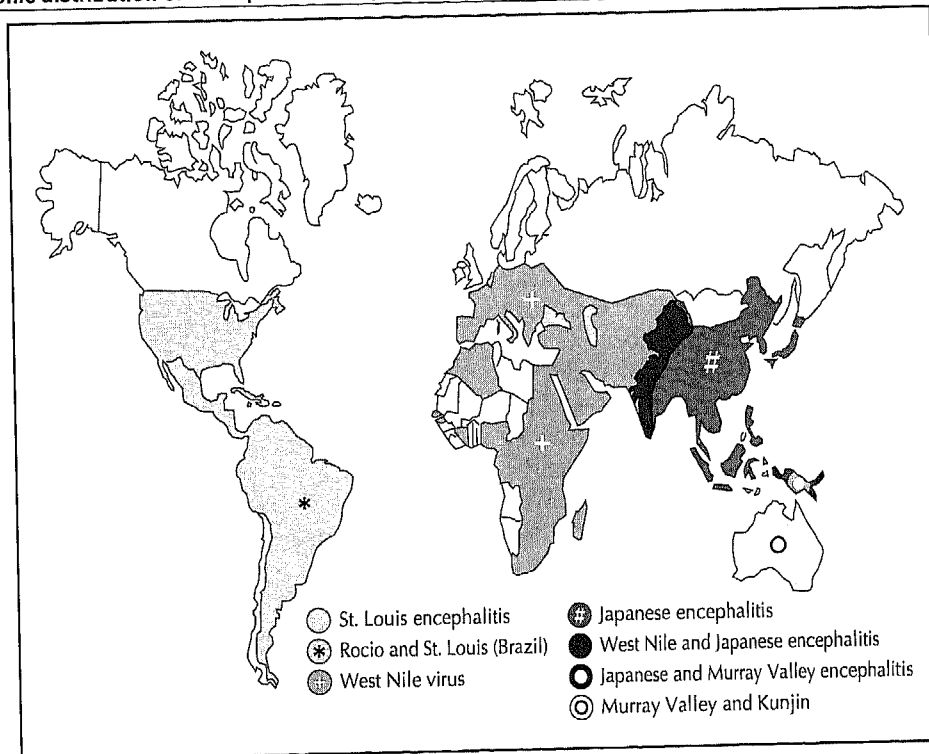 distribution
St. Louis encephalitis
* Rocio and St. Louis (Brazil)
West Nile virus
# Japanese encephalitis
West Nile and Japanese encephalitis
Japanese and Murray Valley encephalitis
Murray Valley and Kunjin